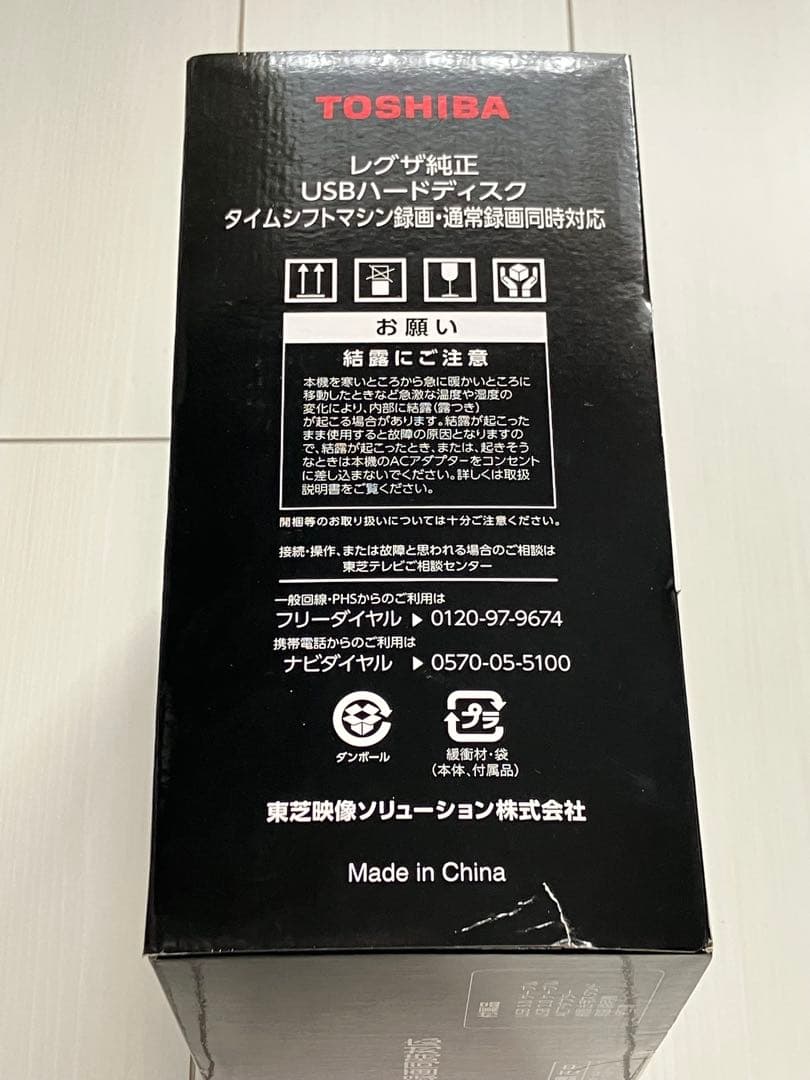 TOSHIBA
レグザ純正
USBハードディスク
タイムシフトマシン録画・通常録画同時対応
お願い
結露にご注意
本機を寒いところから急に暖かいところに
移動したときなど急激な温度や湿度の
変化により、内部に結露(露つき)
が起こる場合があります。結露が起こった
まま使用すると故障の原因となりますの
で、結露が起こったとき、または、起きそう
なときは本機のACアダプターをコンセント
に差し込まないでください。詳しくは取扱
説明書をご覧ください。
開梱等のお取り扱いについては十分ご注意ください。
接続・操作、または故障と思われる場合のご相談は
東芝テレビご相談センター
一般回線・PHSからのご利用は
フリーダイヤル ▶ 0120-97-9674
携帯電話からのご利用は
ナビダイヤル ▶ 0570-05-5100
ダンボール
プラ
緩衝材・袋
(本体、付属品)
東芝映像ソリューション株式会社
Made in China